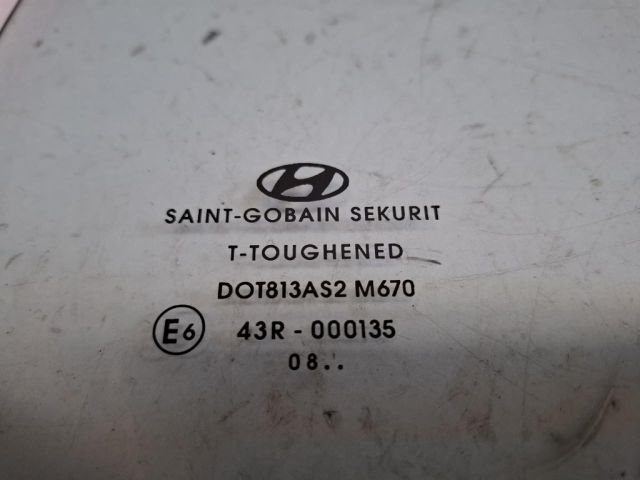 SAINT-GOBAIN SEKURIT
T-TOUGHENED
DOT813AS2 M670
E6 43R - 000135
08..